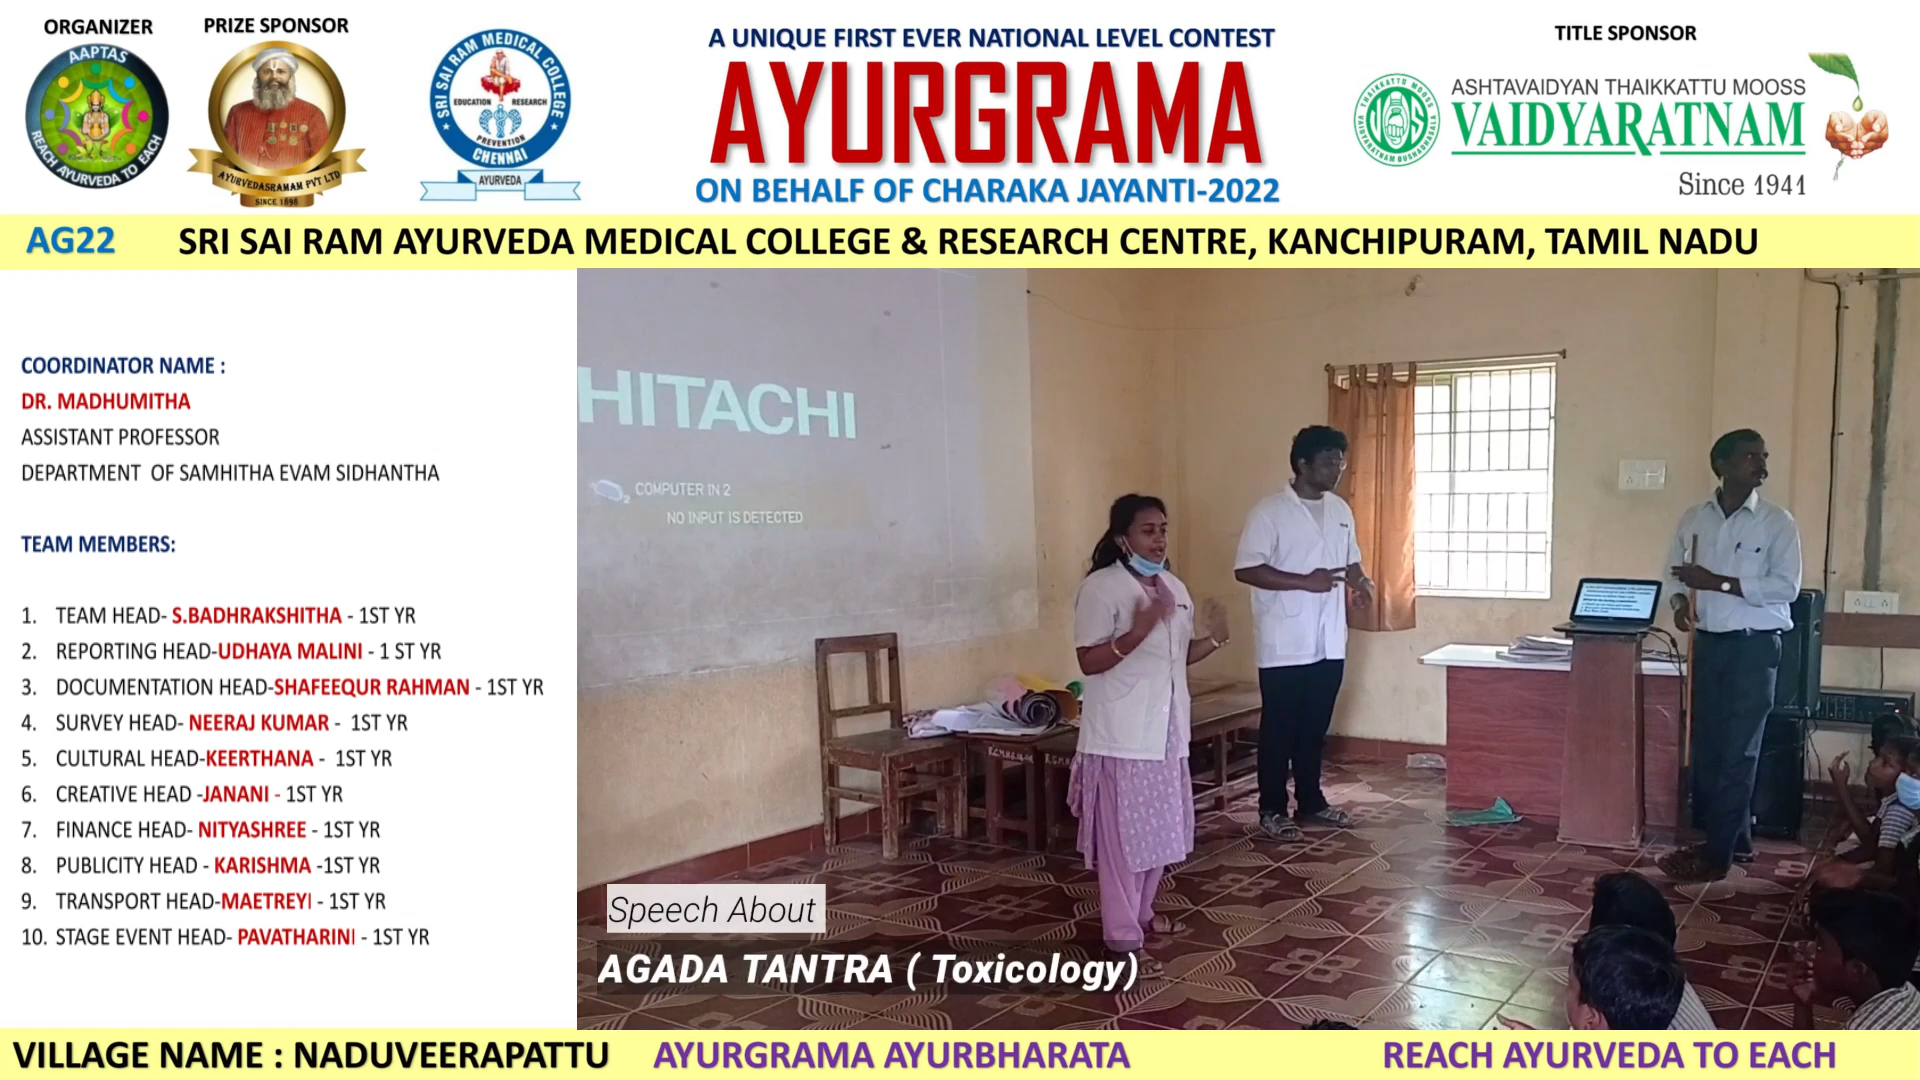 ORGANIZER
AAPTAS
REACH AYURVEDA TO EACH
PRIZE SPONSOR
AYURVEDASRAMAM PVT LTD
SINCE 1898
SRI SAI RAM MEDICAL COLLEGE
EDUCATION RESEARCH
PREVENTION
CHENNAI
AYURVEDA
A UNIQUE FIRST EVER NATIONAL LEVEL CONTEST
AYURGRAMA
ON BEHALF OF CHARAKA JAYANTI-2022
TITLE SPONSOR
THAIKKATTU MOOSS
VAIDYARATNAM OUSHADHASALA
ASHTAVAIDYAN THAIKKATTU MOOSS
VAIDYARATNAM
Since 1941
AG22 SRI SAI RAM AYURVEDA MEDICAL COLLEGE & RESEARCH CENTRE, KANCHIPURAM, TAMIL NADU
COORDINATOR NAME :
DR. MADHUMITHA
ASSISTANT PROFESSOR
DEPARTMENT OF SAMHITHA EVAM SIDHANTHA
TEAM MEMBERS:
1. TEAM HEAD- S.BADHRAKSHITHA - 1ST YR
2. REPORTING HEAD-UDHAYA MALINI - 1 ST YR
3. DOCUMENTATION HEAD-SHAFEEQUR RAHMAN - 1ST YR
4. SURVEY HEAD- NEERAJ KUMAR - 1ST YR
5. CULTURAL HEAD-KEERTHANA - 1ST YR
6. CREATIVE HEAD -JANANI - 1ST YR
7. FINANCE HEAD- NITYASHREE - 1ST YR
8. PUBLICITY HEAD - KARISHMA -1ST YR
9. TRANSPORT HEAD-MAETREYI - 1ST YR
10. STAGE EVENT HEAD- PAVATHARINI - 1ST YR
HITACHI
COMPUTER IN 2
NO INPUT IS DETECTED
Speech About
AGADA TANTRA ( Toxicology)
VILLAGE NAME : NADUVEERAPATTU AYURGRAMA AYURBHARATA REACH AYURVEDA TO EACH